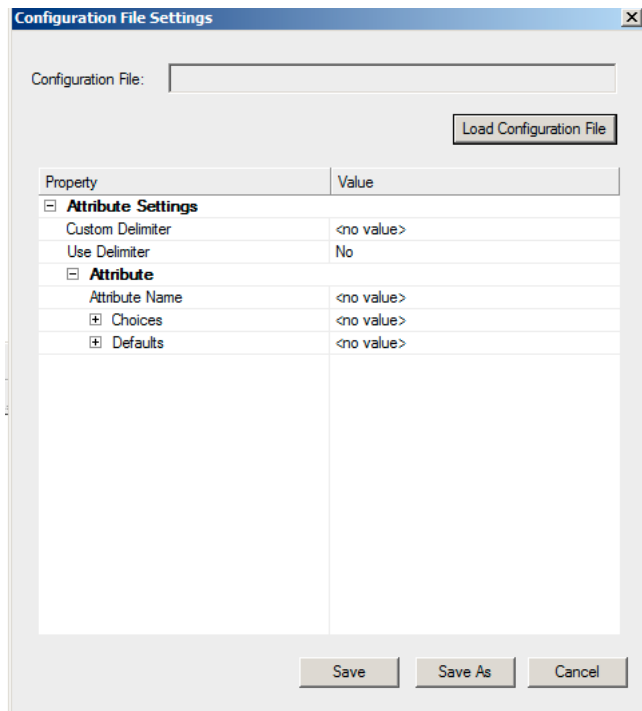 Configuration File Settings
Configuration File:
Load Configuration File
Property Value
Attribute Settings
Custom Delimiter <no value>
Use Delimiter No
Attribute
Attribute Name <no value>
Choices <no value>
Defaults <no value>
Save Save As Cancel